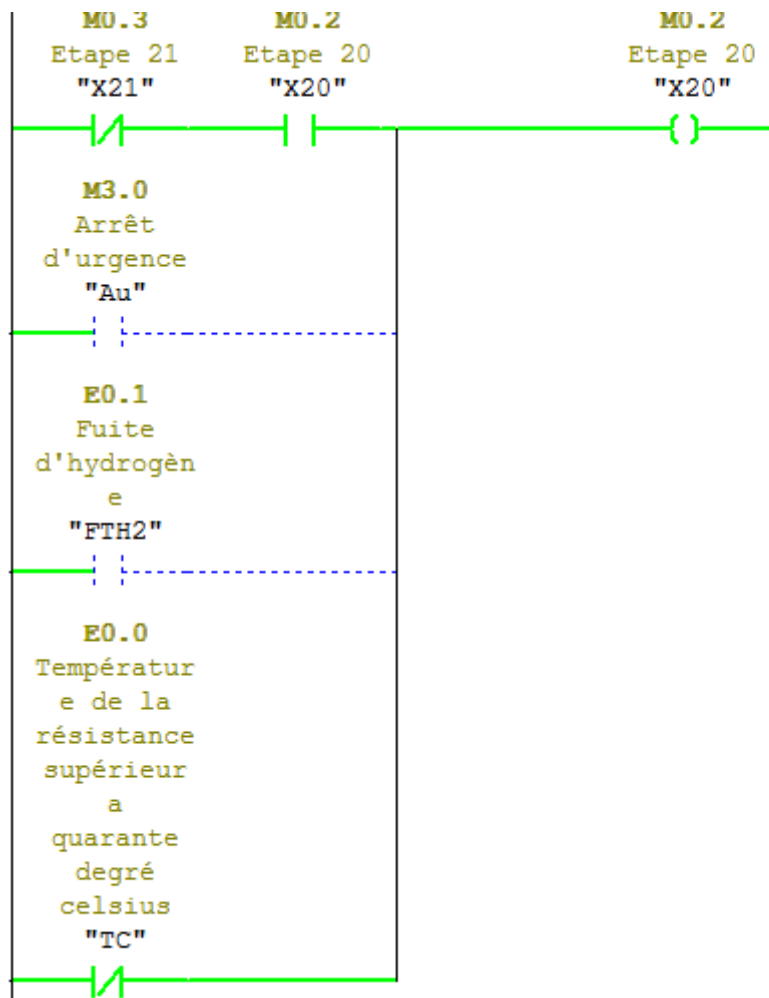 M0.3 M0.2 M0.2
Etape 21 Etape 20 Etape 20
"X21" "X20" "X20"
M3.0
Arrêt
d'urgence
"Au"
E0.1
Fuite
d'hydrogèn
e
"FTH2"
E0.0
Températur
e de la
résistance
supérieur
a
quarante
degré
celsius
"TC"